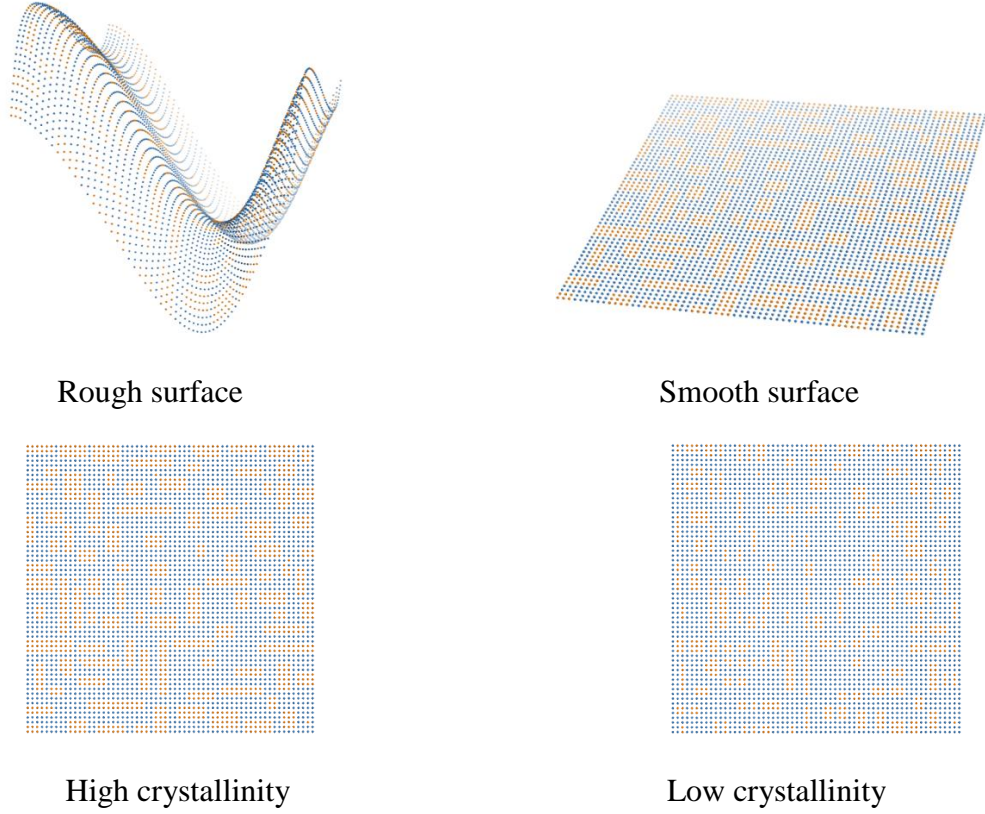 Rough surface
Smooth surface
High crystallinity
Low crystallinity